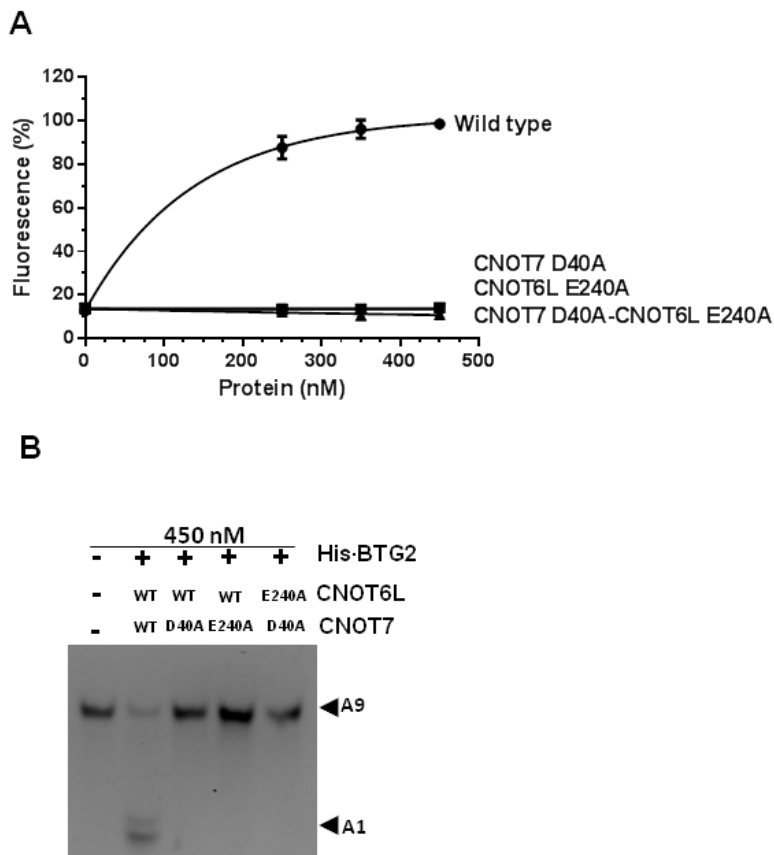 A
120
100
80
60
40
20
0
Fluorescence (%)
Wild type
CNOT7 D40A
CNOT6L E240A
CNOT7 D40A-CNOT6L E240A
0 100 200 300 400 500
Protein (nM)
B
450 nM
- + + + + His·BTG2
- WT WT WT E240A CNOT6L
- WT D40A E240A D40A CNOT7
A9
A1